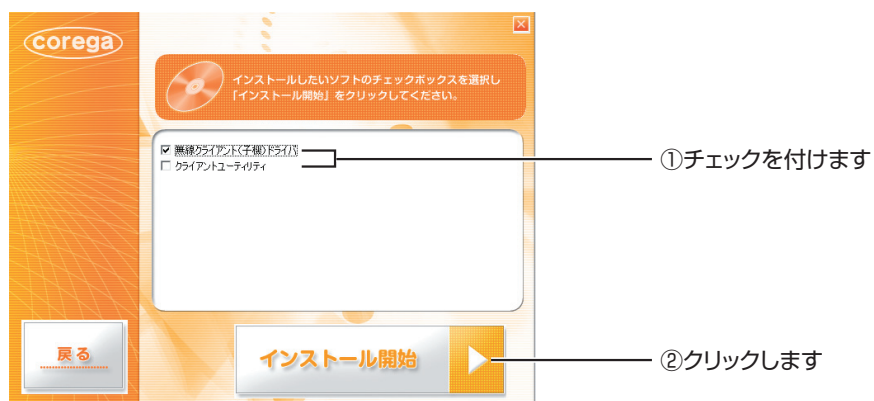 corega
インストールしたいソフトのチェックボックスを選択し
「インストール開始」をクリックしてください。
無線クライアント(子機)ドライバ
クライアントユーティリティ
①チェックを付けます
戻る
インストール開始
②クリックします